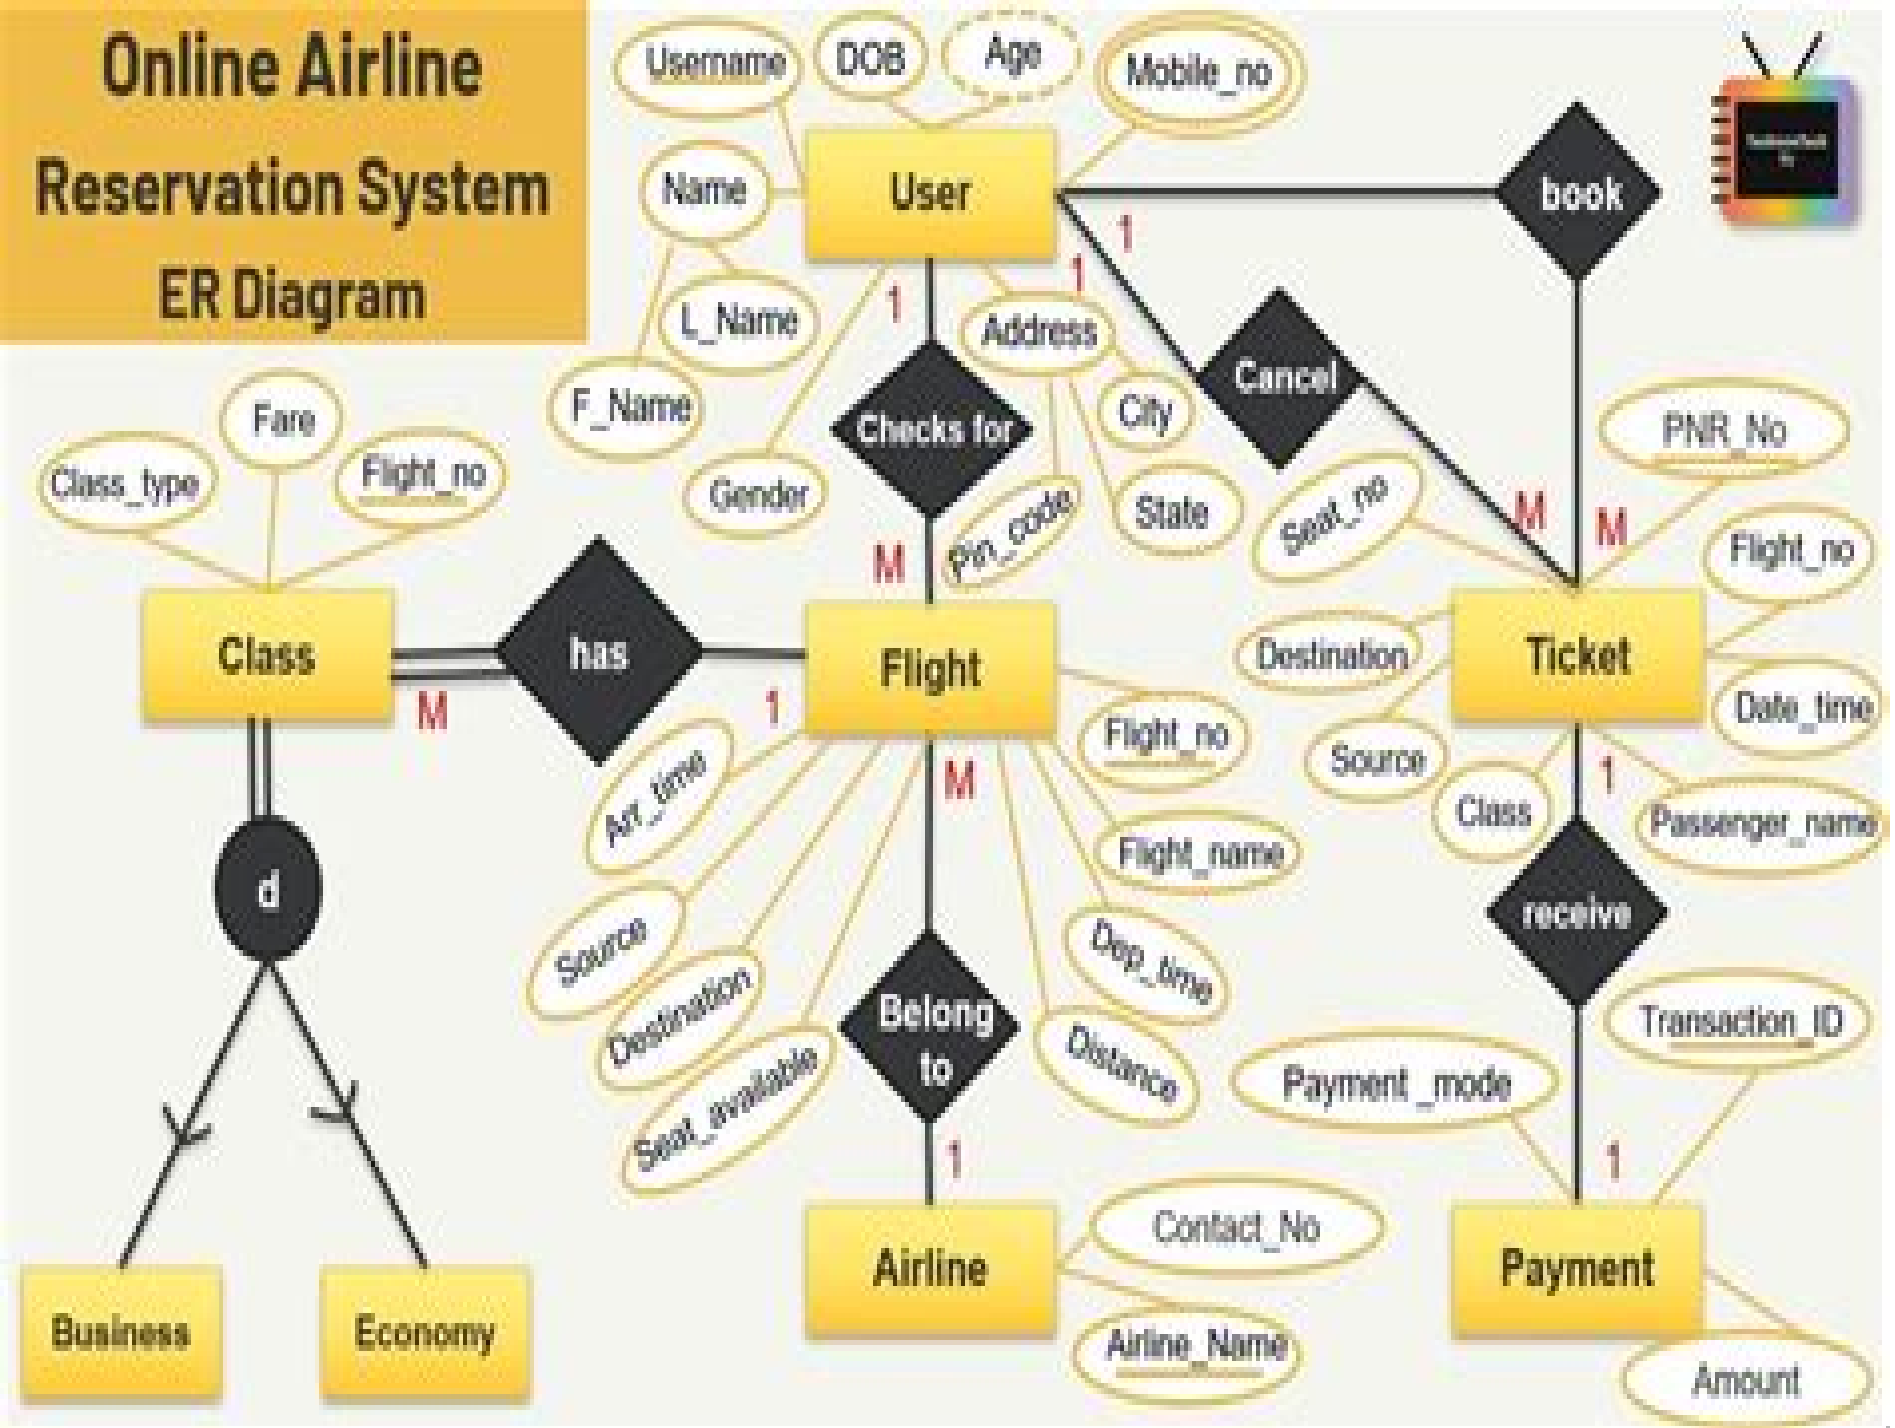 Online Airline
Reservation System
ER Diagram
Username
DOB
Age
Mobile_no
Name
User
book
1
L_Name
1
1
Address
F_Name
Gender
Checks for
City
Cancel
State
Pin_code
Seat_no
PNR_No
M
M
M
Flight_no
Class_type
Fare
Flight_no
Class
M
has
1
Flight
Destination
Ticket
Date_time
Flight_no
Source
Class
1
Passenger_name
Arr_time
M
Flight_name
Source
Destination
Seat_available
Dep_time
Distance
Belong
to
d
receive
Transaction_ID
Payment_mode
1
1
Business
Economy
Airline
Contact_No
Airline_Name
Payment
Amount